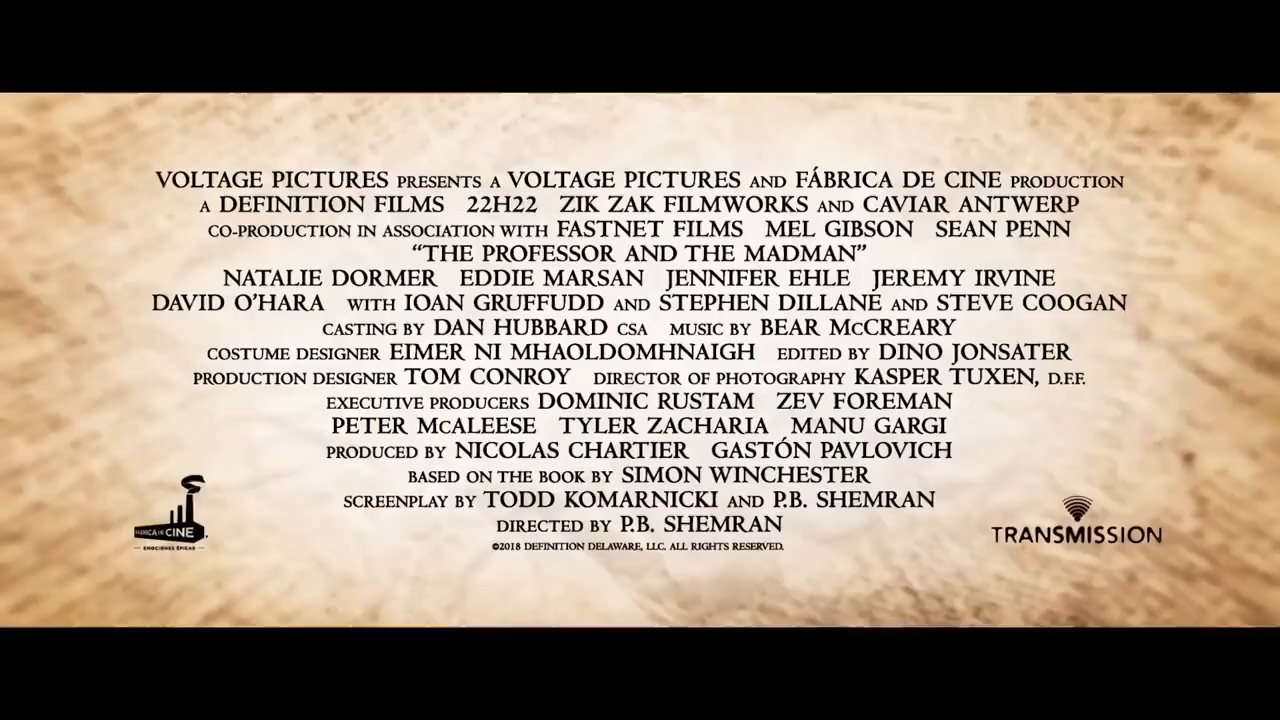 VOLTAGE PICTURES PRESENTS A VOLTAGE PICTURES AND FÁBRICA DE CINE PRODUCTION
A DEFINITION FILMS 22H22 ZIK ZAK FILMWORKS AND CAVIAR ANTWERP
CO-PRODUCTION IN ASSOCIATION WITH FASTNET FILMS MEL GIBSON SEAN PENN
“THE PROFESSOR AND THE MADMAN”
NATALIE DORMER EDDIE MARSAN JENNIFER EHLE JEREMY IRVINE
DAVID O’HARA WITH IOAN GRUFFUDD AND STEPHEN DILLANE AND STEVE COOGAN
CASTING BY DAN HUBBARD CSA MUSIC BY BEAR McCREARY
COSTUME DESIGNER EIMER NI MHAOLDOMHNAIGH EDITED BY DINO JONSATER
PRODUCTION DESIGNER TOM CONROY DIRECTOR OF PHOTOGRAPHY KASPER TUXEN, D.F.F.
EXECUTIVE PRODUCERS DOMINIC RUSTAM ZEV FOREMAN
PETER McALEESE TYLER ZACHARIA MANU GARGI
PRODUCED BY NICOLAS CHARTIER GASTÓN PAVLOVICH
BASED ON THE BOOK BY SIMON WINCHESTER
SCREENPLAY BY TODD KOMARNICKI AND P.B. SHEMRAN
DIRECTED BY P.B. SHEMRAN
©2018 DEFINITION DELAWARE, LLC. ALL RIGHTS RESERVED.
FÁBRICA DE CINE
EMOCIONES ÉPICAS
TRANSMISSION